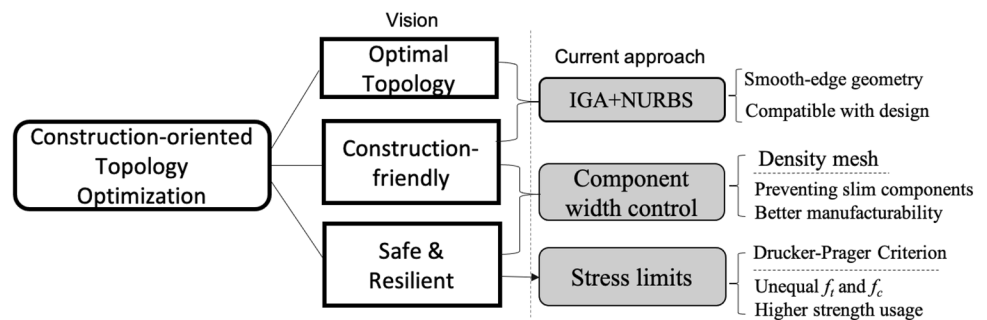 Vision
Optimal
Topology
Current approach
IGA+NURBS
Smooth-edge geometry
Compatible with design
Construction-oriented
Topology
Optimization
Construction-
friendly
Component
width control
Density mesh
Preventing slim components
Better manufacturability
Safe &
Resilient
Stress limits
Drucker-Prager Criterion
Unequal fₜ and f_c
Higher strength usage